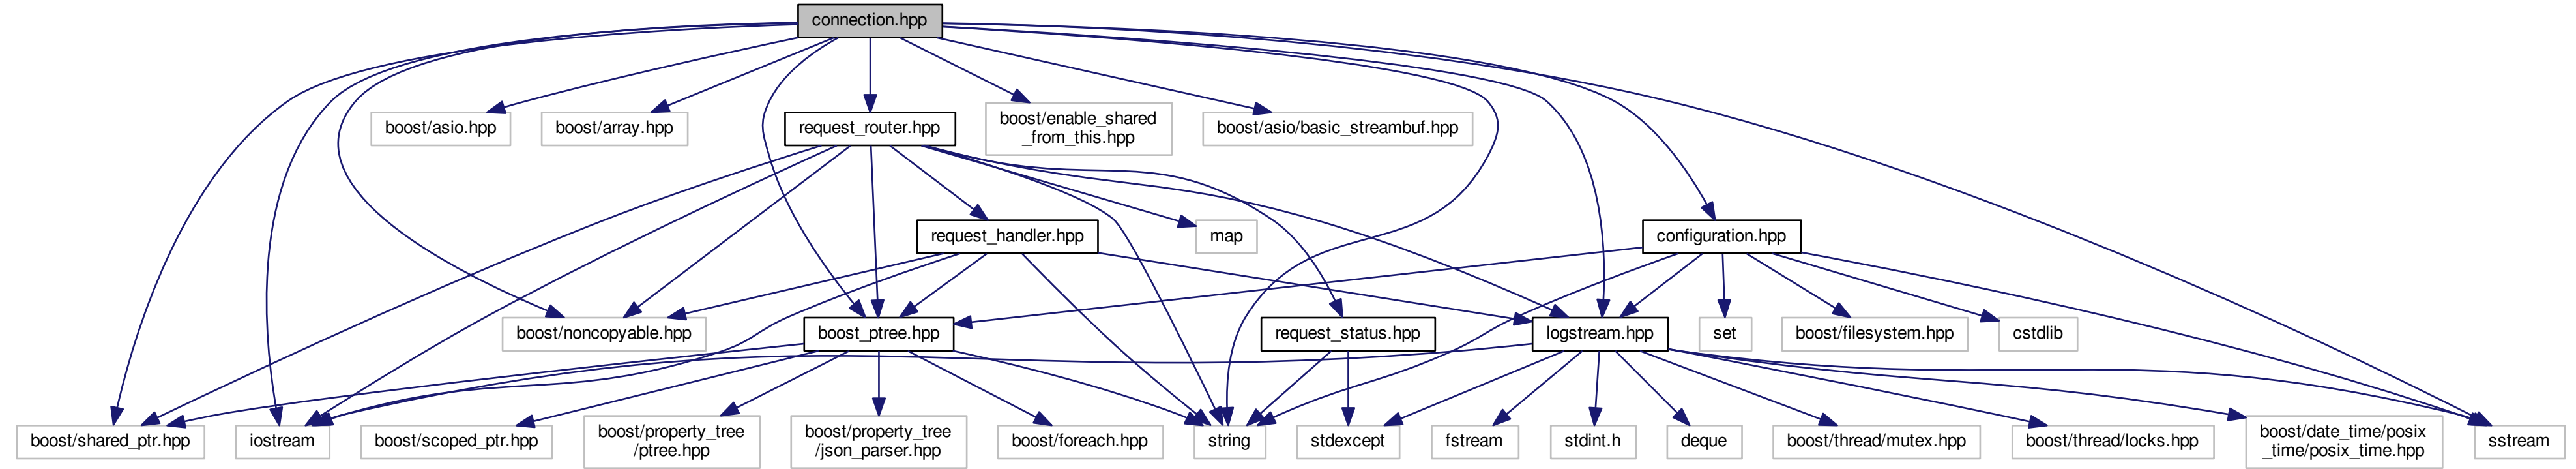 connection.hpp
boost/asio.hpp
boost/array.hpp
request_router.hpp
boost/enable_shared
_from_this.hpp
boost/asio/basic_streambuf.hpp
request_handler.hpp
map
configuration.hpp
boost/noncopyable.hpp
boost_ptree.hpp
request_status.hpp
logstream.hpp
set
boost/filesystem.hpp
cstdlib
boost/shared_ptr.hpp
iostream
boost/scoped_ptr.hpp
boost/property_tree
/ptree.hpp
boost/property_tree
/json_parser.hpp
boost/foreach.hpp
string
stdexcept
fstream
stdint.h
deque
boost/thread/mutex.hpp
boost/thread/locks.hpp
boost/date_time/posix
_time/posix_time.hpp
sstream